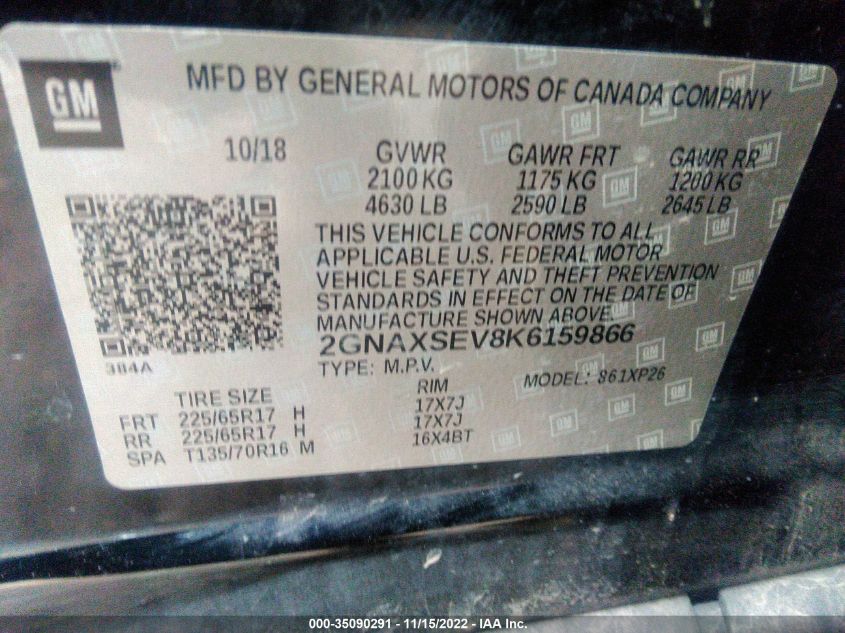 GM
MFD BY GENERAL MOTORS OF CANADA COMPANY
10/18 GVWR GAWR FRT GAWR RR
2100 KG 1175 KG 1200 KG
4630 LB 2590 LB 2645 LB
THIS VEHICLE CONFORMS TO ALL
APPLICABLE U.S. FEDERAL MOTOR
VEHICLE SAFETY AND THEFT PREVENTION
STANDARDS IN EFFECT ON THE DATE OF
MANUFACTURE SHOWN ABOVE.
2GNAXSEV8K6159866
384A TYPE: M.P.V. MODEL: 861XP26
TIRE SIZE RIM
FRT 225/65R17 H 17X7J
RR 225/65R17 H 17X7J
SPA T135/70R16 M 16X4BT
000-35090291 - 11/15/2022 - IAA Inc.